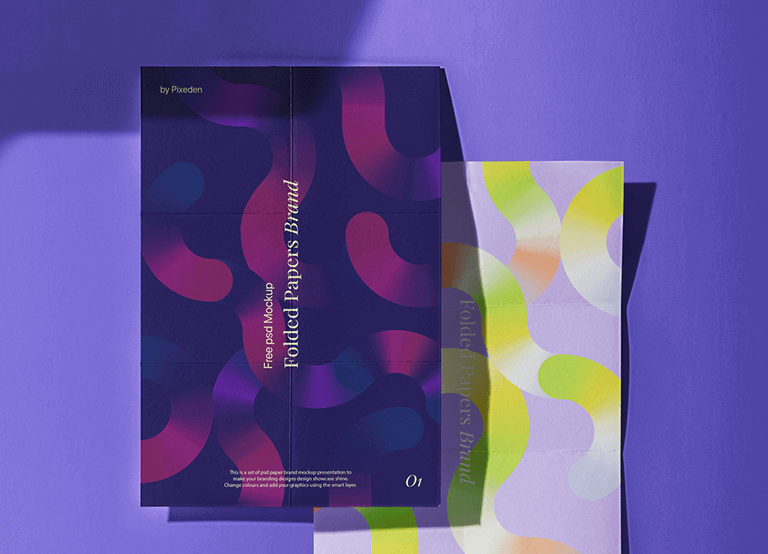 by Pixeden
Free psd Mockup
Folded Papers Brand
This is a set of psd paper brand mockup presentation to
make your branding designs design showcase shine.
Change colours and add your graphics using the smart layer.
01
Folded Papers Brand